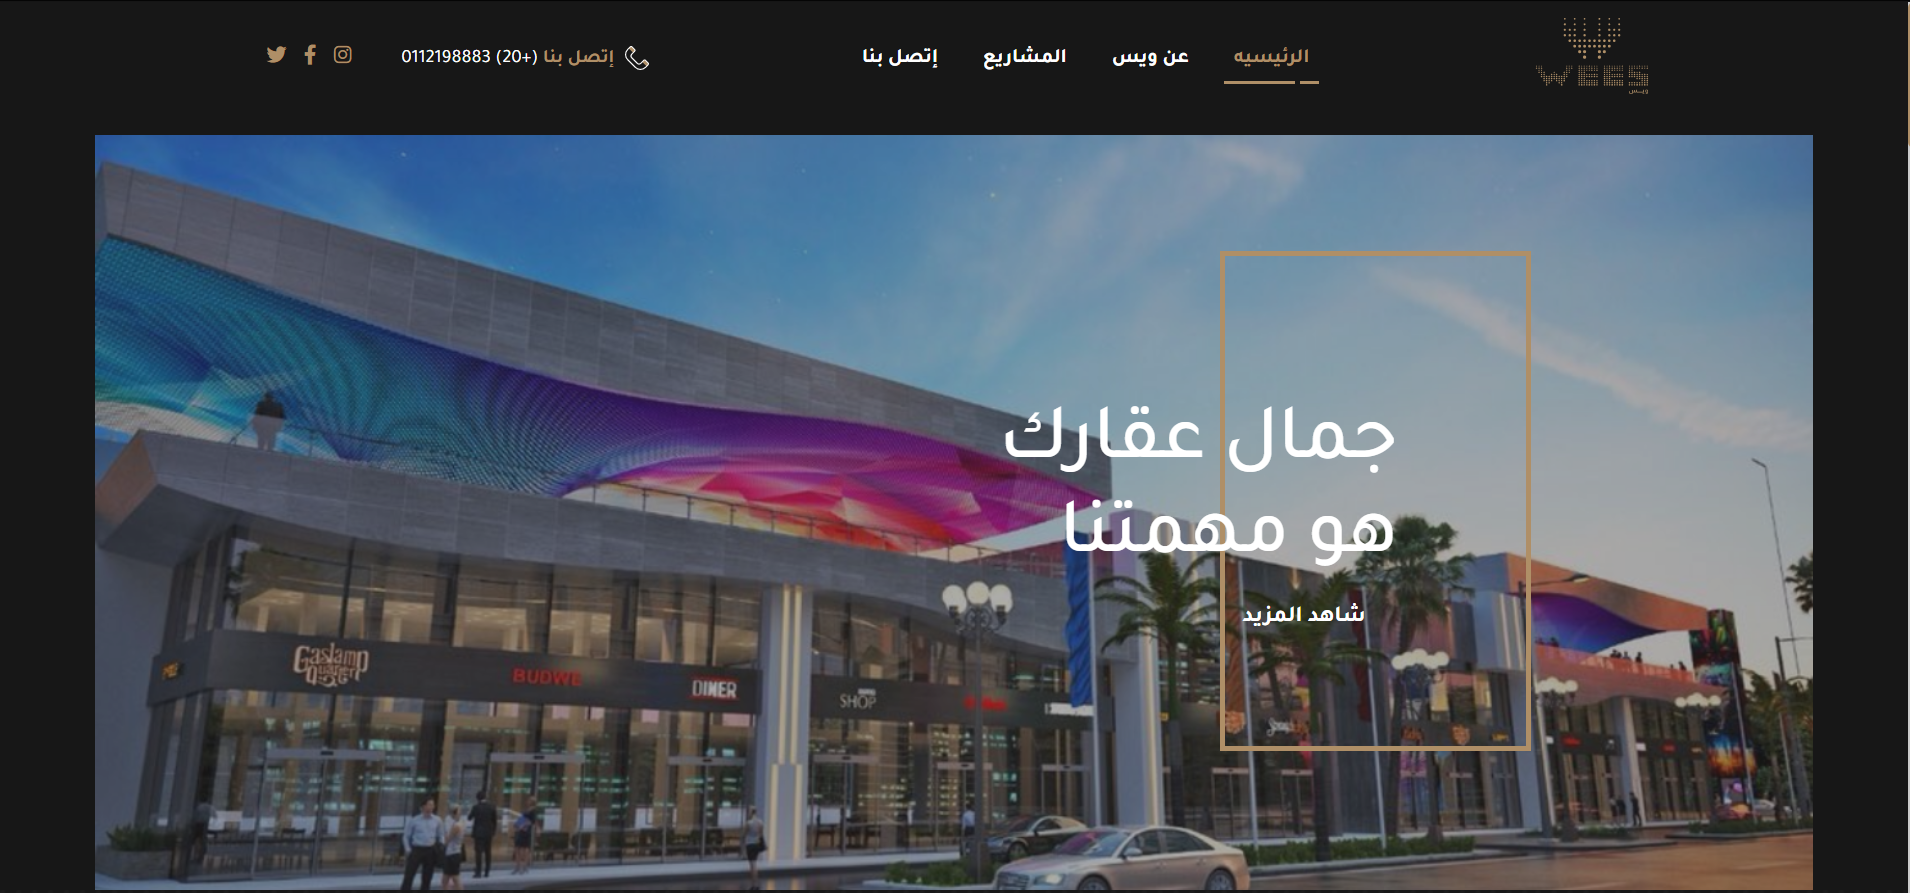 WEES
ويس
الرئيسيه
عن ويس
المشاريع
إتصل بنا
إتصل بنا (+20) 0112198883
جمال عقارك
هو مهمتنا
شاهد المزيد
Gaslamp
Quarter
BUDWE
DINER
SHOP